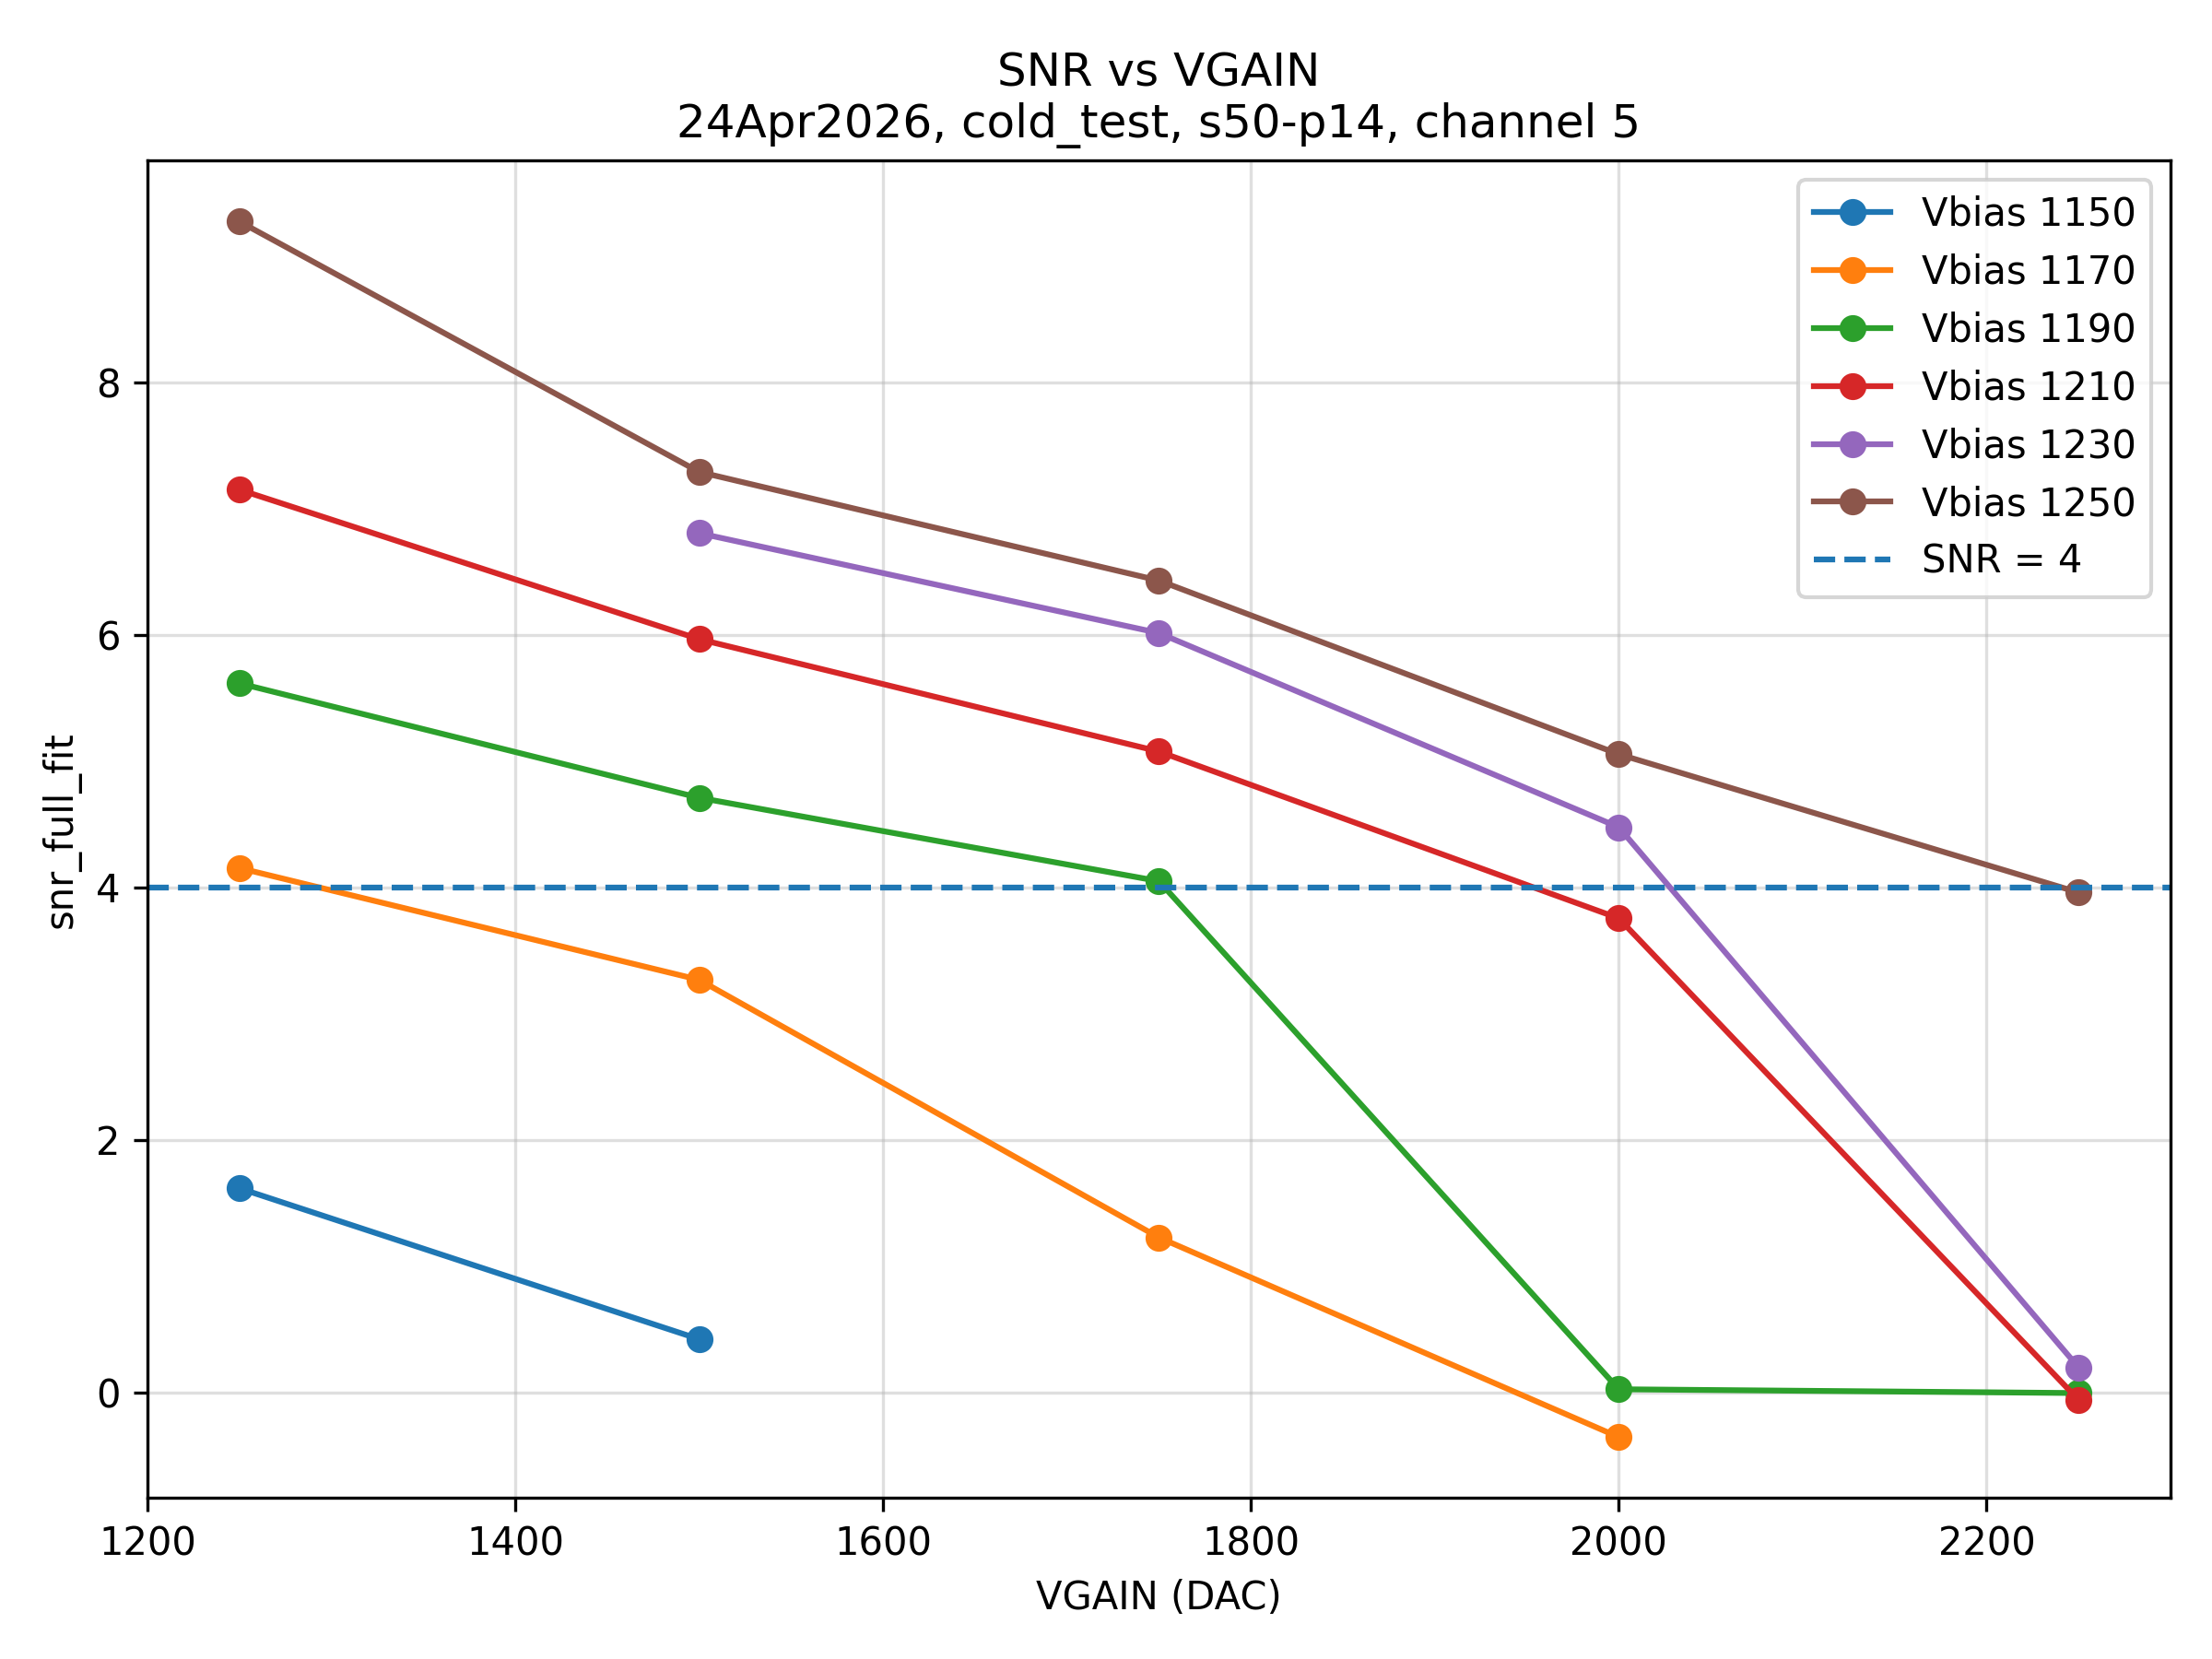 SNR vs VGAIN
24Apr2026, cold_test, s50-p14, channel 5
Vbias 1150
Vbias 1170
Vbias 1190
Vbias 1210
Vbias 1230
Vbias 1250
SNR = 4
snr_full_fit
8
6
4
2
0
1200
1400
1600
1800
2000
2200
VGAIN (DAC)